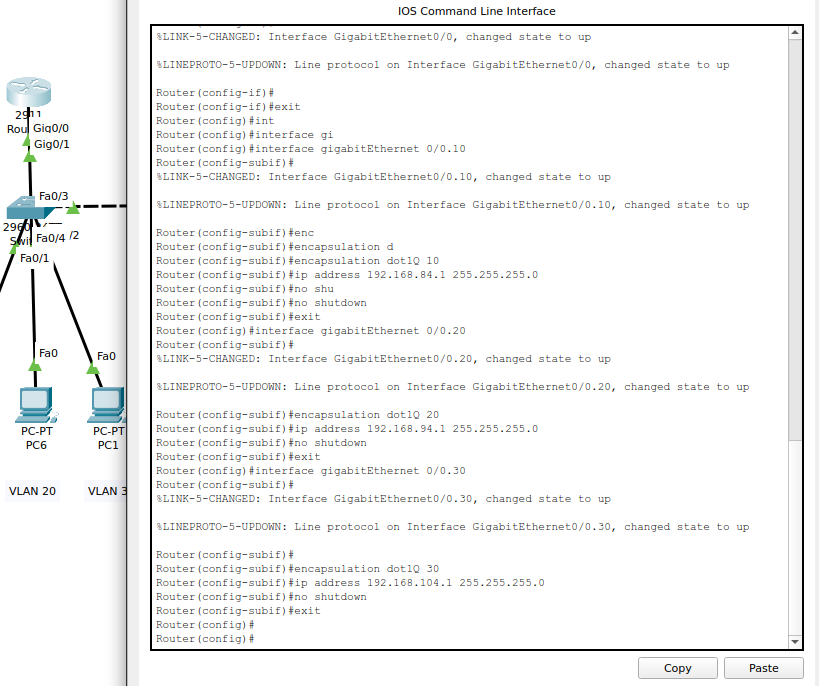 IOS Command Line Interface
%LINK-5-CHANGED: Interface GigabitEthernet0/0, changed state to up
%LINEPROTO-5-UPDOWN: Line protocol on Interface GigabitEthernet0/0, changed state to up
Router(config-if)#
Router(config-if)#exit
Router(config)#int
Router(config)#interface gi
Router(config)#interface gigabitEthernet 0/0.10
Router(config-subif)#
%LINK-5-CHANGED: Interface GigabitEthernet0/0.10, changed state to up
%LINEPROTO-5-UPDOWN: Line protocol on Interface GigabitEthernet0/0.10, changed state to up
Router(config-subif)#enc
Router(config-subif)#encapsulation d
Router(config-subif)#encapsulation dot1Q 10
Router(config-subif)#ip address 192.168.84.1 255.255.255.0
Router(config-subif)#no shu
Router(config-subif)#no shutdown
Router(config-subif)#exit
Router(config)#interface gigabitEthernet 0/0.20
Router(config-subif)#
%LINK-5-CHANGED: Interface GigabitEthernet0/0.20, changed state to up
%LINEPROTO-5-UPDOWN: Line protocol on Interface GigabitEthernet0/0.20, changed state to up
Router(config-subif)#encapsulation dot1Q 20
Router(config-subif)#ip address 192.168.94.1 255.255.255.0
Router(config-subif)#no shutdown
Router(config-subif)#exit
Router(config)#interface gigabitEthernet 0/0.30
Router(config-subif)#
%LINK-5-CHANGED: Interface GigabitEthernet0/0.30, changed state to up
%LINEPROTO-5-UPDOWN: Line protocol on Interface GigabitEthernet0/0.30, changed state to up
Router(config-subif)#
Router(config-subif)#encapsulation dot1Q 30
Router(config-subif)#ip address 192.168.104.1 255.255.255.0
Router(config-subif)#no shutdown
Router(config-subif)#exit
Router(config)#
Router(config)#
Copy
Paste
2911
Rou
Gig0/0
Gig0/1
Fa0/3
2960
Swit
Fa0/4
/2
Fa0/1
Fa0
Fa0
PC-PT
PC6
PC-PT
PC1
VLAN 20
VLAN 3